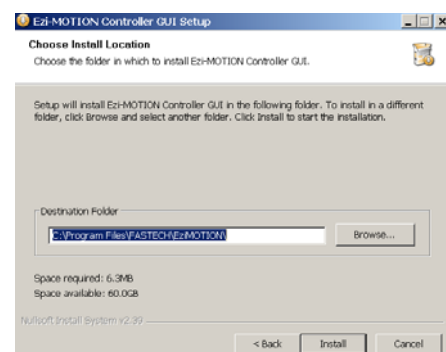 Ezi-MOTION Controller GUI Setup
Choose Install Location
Choose the folder in which to install Ezi-MOTION Controller GUI.
Setup will install Ezi-MOTION Controller GUI in the following folder. To install in a different
folder, click Browse and select another folder. Click Install to start the installation.
Destination Folder
C:\Program Files\FASTECH\EziMOTION\
Browse...
Space required: 6.3MB
Space available: 60.0GB
Nullsoft Install System v2.39
< Back
Install
Cancel